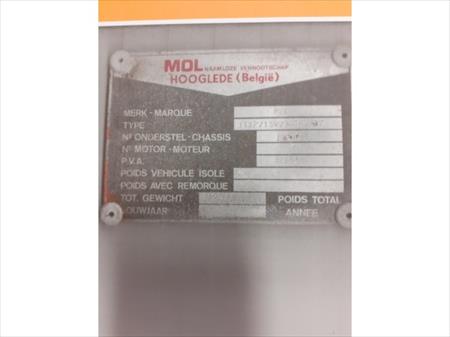 MOL NAAMLOZE VENNOOTSCHAP
HOOGLEDE (België)
MERK - MARQUE
TYPE
No ONDERSTEL - CHASSIS
No MOTOR - MOTEUR
P.V.A.
POIDS VEHICULE ISOLE
POIDS AVEC REMORQUE
TOT. GEWICHT POIDS TOTAL
BOUWJAAR ANNEE